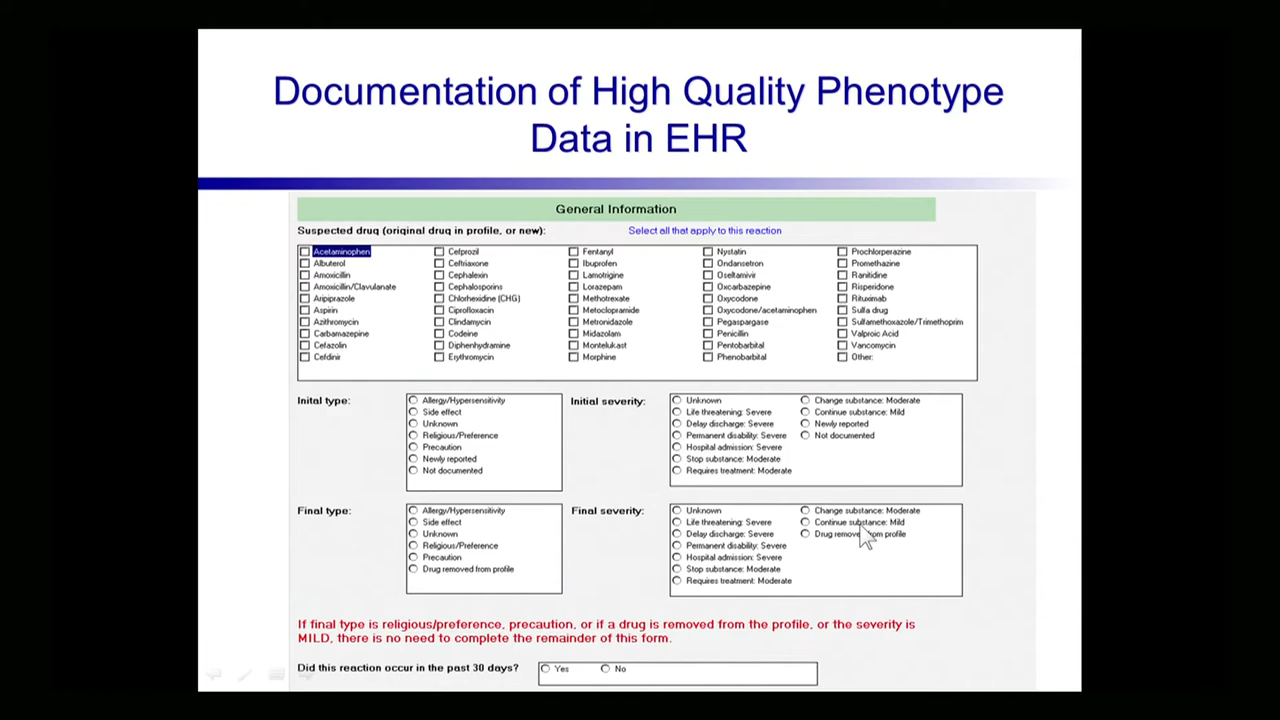 Documentation of High Quality Phenotype
Data in EHR
General Information
Suspected drug (original drug in profile, or new):
Select all that apply to this reaction
Acetaminophen
Albuterol
Amoxicillin
Amoxicillin/Clavulanate
Aripiprazole
Aspirin
Azithromycin
Carbamazepine
Cefazolin
Cefdinir
Cefprozil
Ceftriaxone
Cephalexin
Cephalosporins
Chlorhexidine (CHG)
Ciprofloxacin
Clindamycin
Codeine
Diphenhydramine
Erythromycin
Fentanyl
Ibuprofen
Lamotrigine
Lorazepam
Methotrexate
Metoclopramide
Metronidazole
Midazolam
Montelukast
Morphine
Nystatin
Ondansetron
Oseltamivir
Oxcarbazepine
Oxycodone
Oxycodone/acetaminophen
Pegaspargase
Penicillin
Pentobarbital
Phenobarbital
Prochlorperazine
Promethazine
Ranitidine
Risperidone
Rituximab
Sulfa drug
Sulfamethoxazole/Trimethoprim
Valproic Acid
Vancomycin
Other:
Inital type:
Allergy/Hypersensitivity
Side effect
Unknown
Religious/Preference
Precaution
Newly reported
Not documented
Initial severity:
Unknown
Life threatening: Severe
Delay discharge: Severe
Permanent disability: Severe
Hospital admission: Severe
Stop substance: Moderate
Requires treatment: Moderate
Change substance: Moderate
Continue substance: Mild
Newly reported
Not documented
Final type:
Allergy/Hypersensitivity
Side effect
Unknown
Religious/Preference
Precaution
Drug removed from profile
Final severity:
Unknown
Life threatening: Severe
Delay discharge: Severe
Permanent disability: Severe
Hospital admission: Severe
Stop substance: Moderate
Requires treatment: Moderate
Change substance: Moderate
Continue substance: Mild
Drug removed from profile
If final type is religious/preference, precaution, or if a drug is removed from the profile, or the severity is
MILD, there is no need to complete the remainder of this form.
Did this reaction occur in the past 30 days?
Yes
No